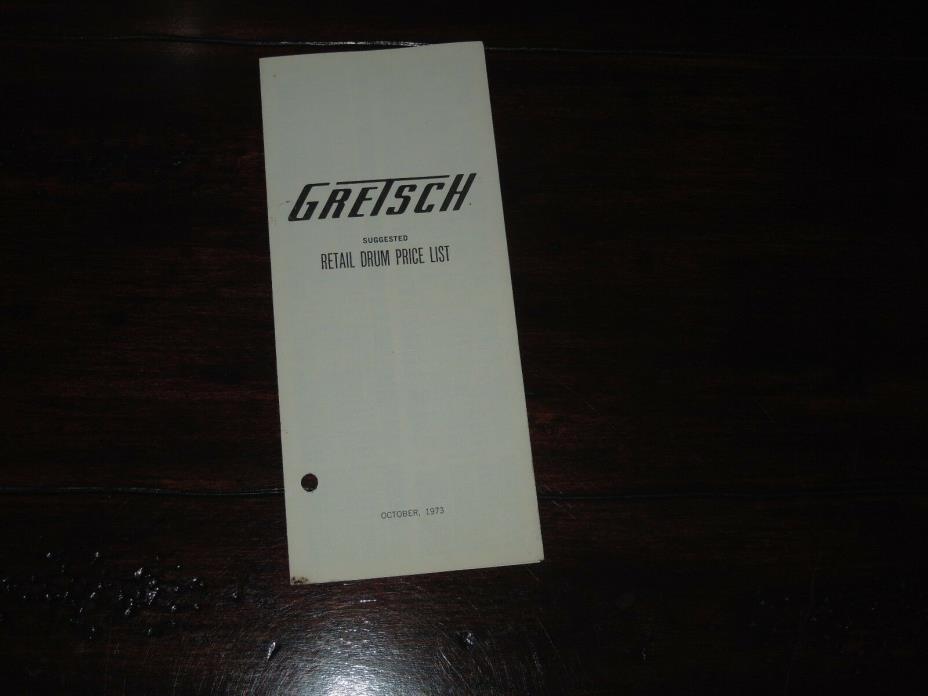 GRETSCH
SUGGESTED
RETAIL DRUM PRICE LIST
OCTOBER, 1973